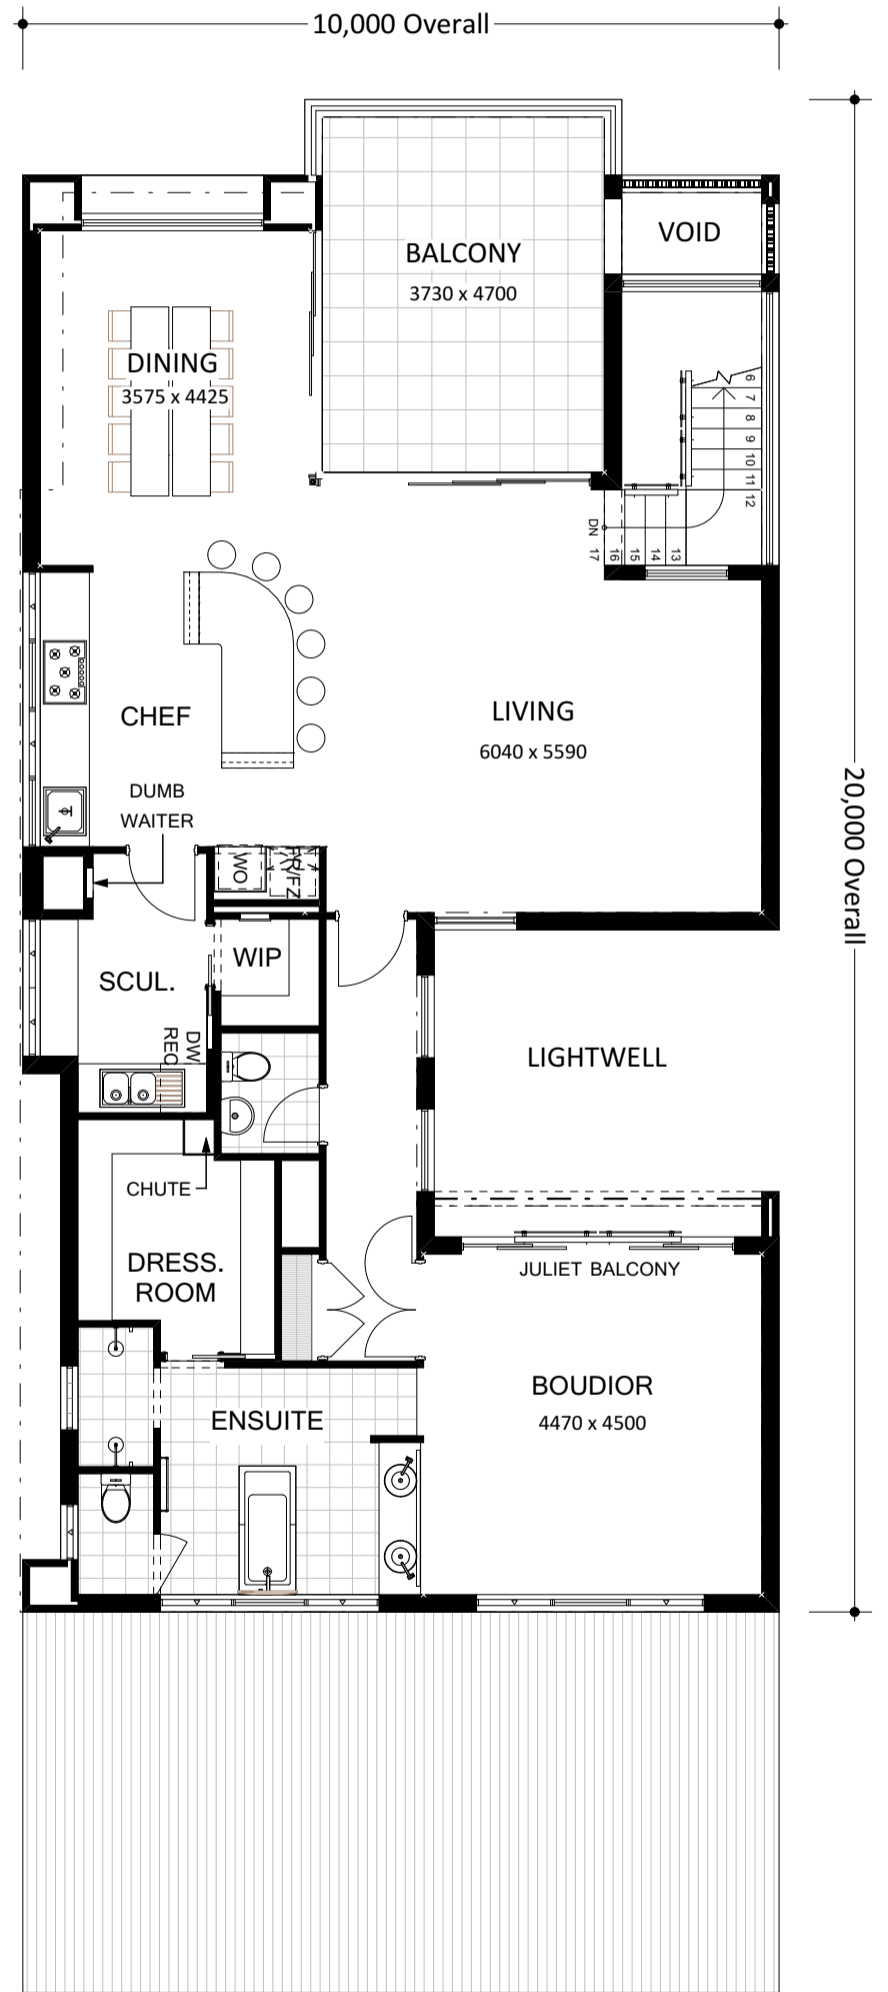 10,000 Overall
20,000 Overall
BALCONY
3730 x 4700
VOID
DINING
3575 x 4425
6
7
8
9
10
11
12
13
14
15
16
17
DN
CHEF
LIVING
6040 x 5590
DUMB
WAITER
WO
FR/FZ
SCUL.
WIP
DW
REC
LIGHTWELL
CHUTE
DRESS.
ROOM
JULIET BALCONY
BOUDIOR
4470 x 4500
ENSUITE